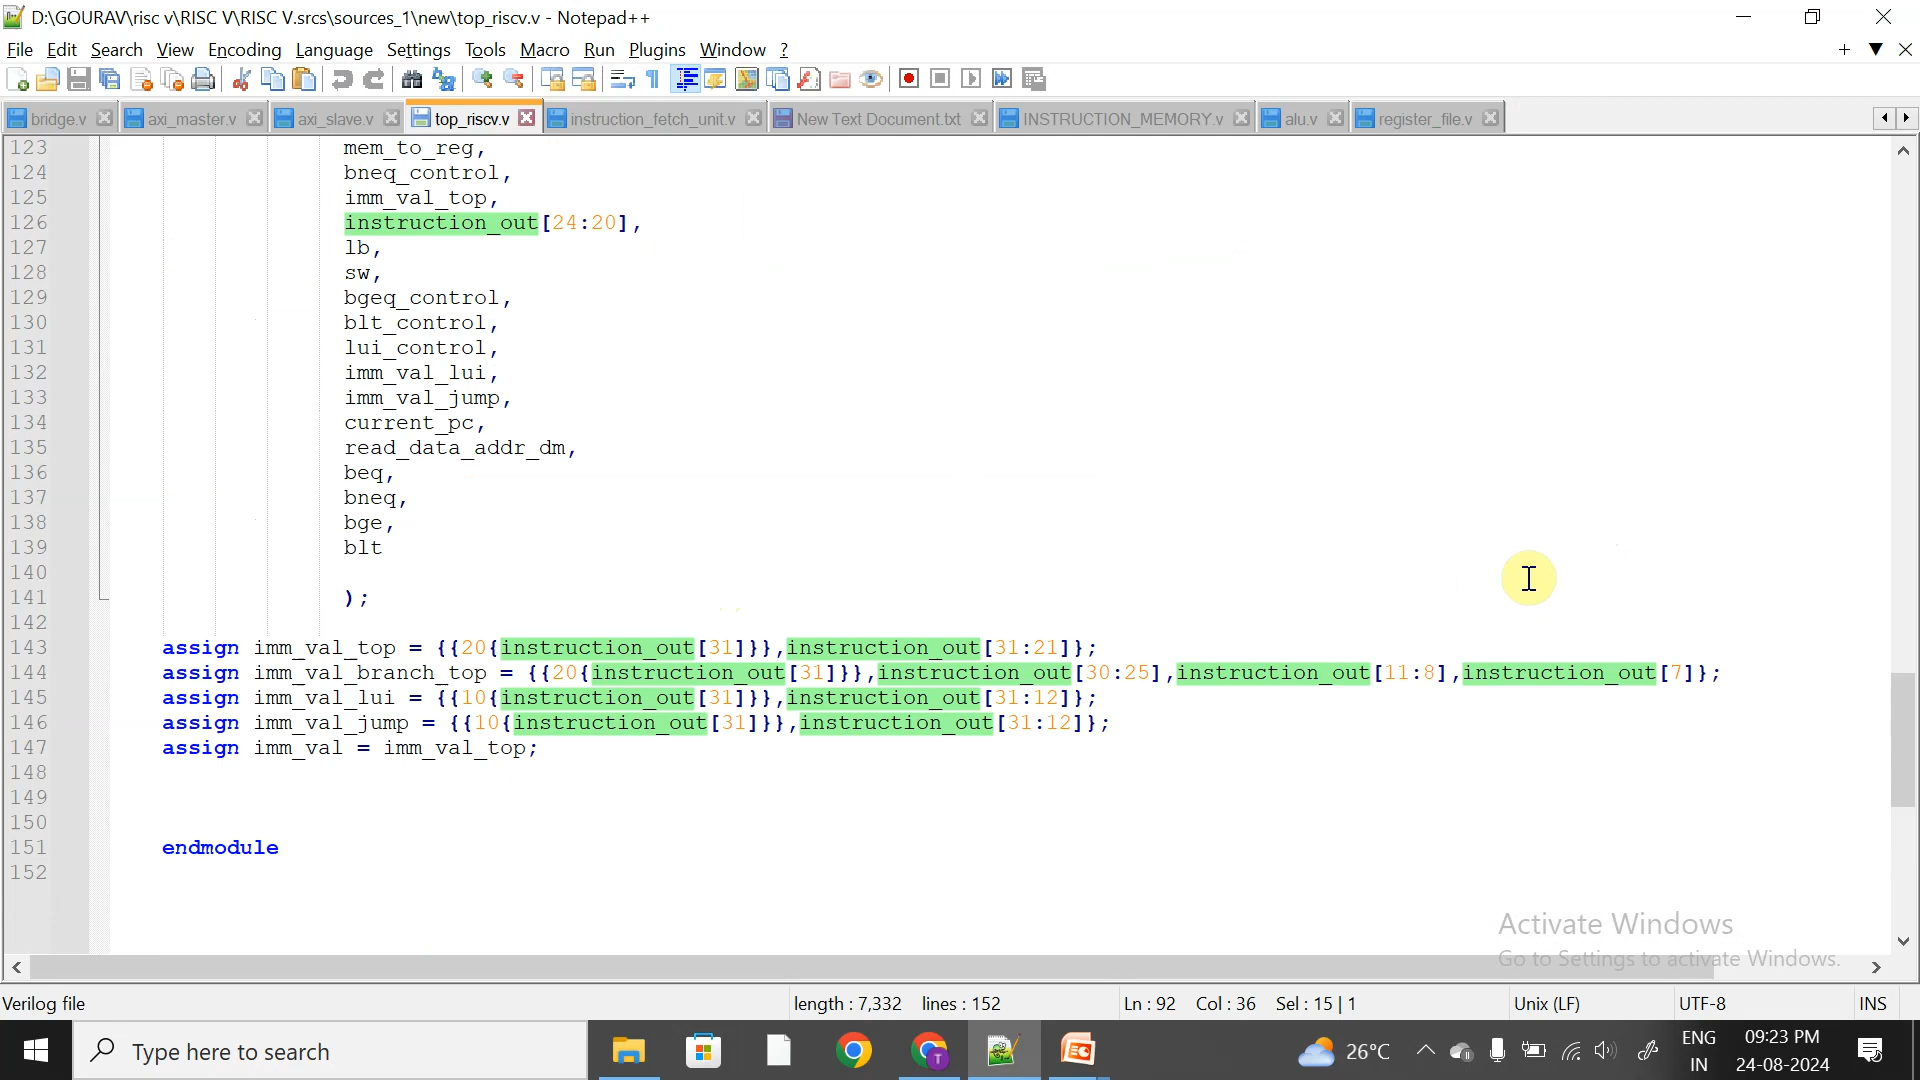 D:\GOURAV\risc v\RISC V\RISC V.srcs\sources_1\new\top_riscv.v - Notepad++
File Edit Search View Encoding Language Settings Tools Macro Run Plugins Window ?
bridge.v axi_master.v axi_slave.v top_riscv.v instruction_fetch_unit.v New Text Document.txt INSTRUCTION_MEMORY.v alu.v register_file.v
123 mem_to_reg,
124 bneq_control,
125 imm_val_top,
126 instruction_out[24:20],
127 lb,
128 sw,
129 bgeq_control,
130 blt_control,
131 lui_control,
132 imm_val_lui,
133 imm_val_jump,
134 current_pc,
135 read_data_addr_dm,
136 beq,
137 bneq,
138 bge,
139 blt
140
141 );
142
143 assign imm_val_top = {{20{instruction_out[31]}},instruction_out[31:21]};
144 assign imm_val_branch_top = {{20{instruction_out[31]}},instruction_out[30:25],instruction_out[11:8],instruction_out[7]};
145 assign imm_val_lui = {{10{instruction_out[31]}},instruction_out[31:12]};
146 assign imm_val_jump = {{10{instruction_out[31]}},instruction_out[31:12]};
147 assign imm_val = imm_val_top;
148
149
150
151 endmodule
152
Activate Windows
Go to Settings to activate Windows.
Verilog file length : 7,332 lines : 152 Ln : 92 Col : 36 Sel : 15 | 1 Unix (LF) UTF-8 INS
Type here to search 26°C ENG IN 09:23 PM 24-08-2024